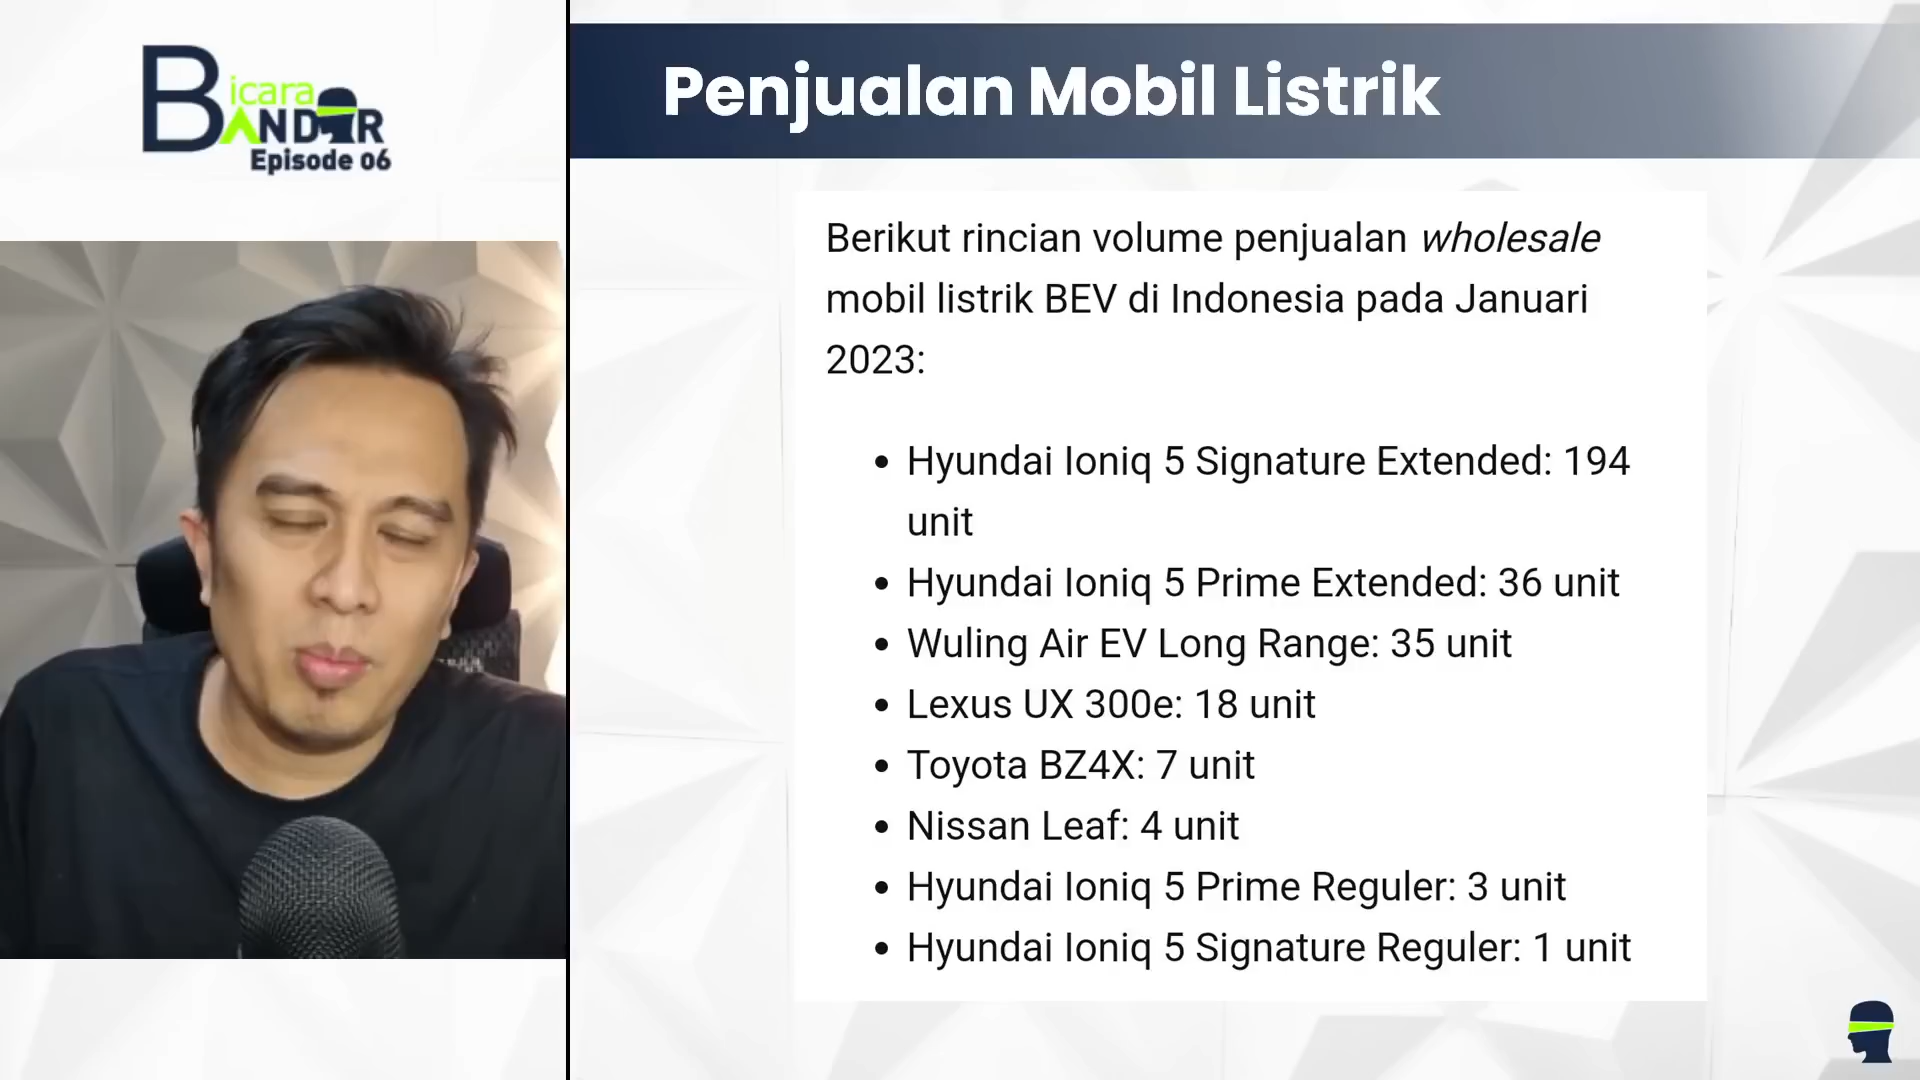 Bicara
BANDAR
Episode 06
Penjualan Mobil Listrik
Berikut rincian volume penjualan wholesale
mobil listrik BEV di Indonesia pada Januari
2023:
• Hyundai Ioniq 5 Signature Extended: 194
unit
• Hyundai Ioniq 5 Prime Extended: 36 unit
• Wuling Air EV Long Range: 35 unit
• Lexus UX 300e: 18 unit
• Toyota BZ4X: 7 unit
• Nissan Leaf: 4 unit
• Hyundai Ioniq 5 Prime Reguler: 3 unit
• Hyundai Ioniq 5 Signature Reguler: 1 unit